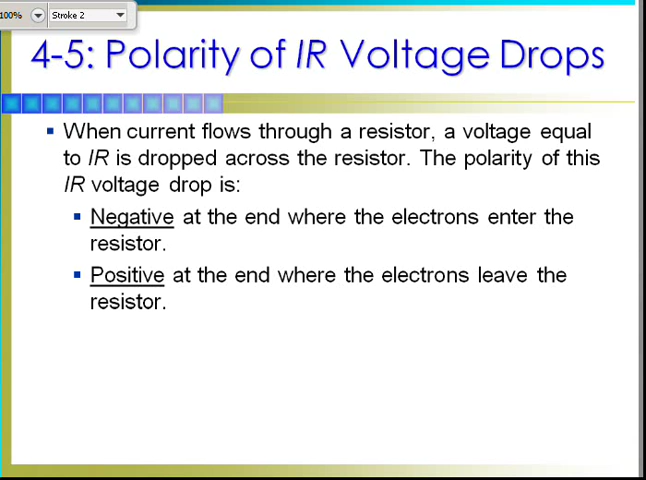 100%
Stroke 2
4-5: Polarity of IR Voltage Drops
When current flows through a resistor, a voltage equal
to IR is dropped across the resistor. The polarity of this
IR voltage drop is:
Negative at the end where the electrons enter the
resistor.
Positive at the end where the electrons leave the
resistor.